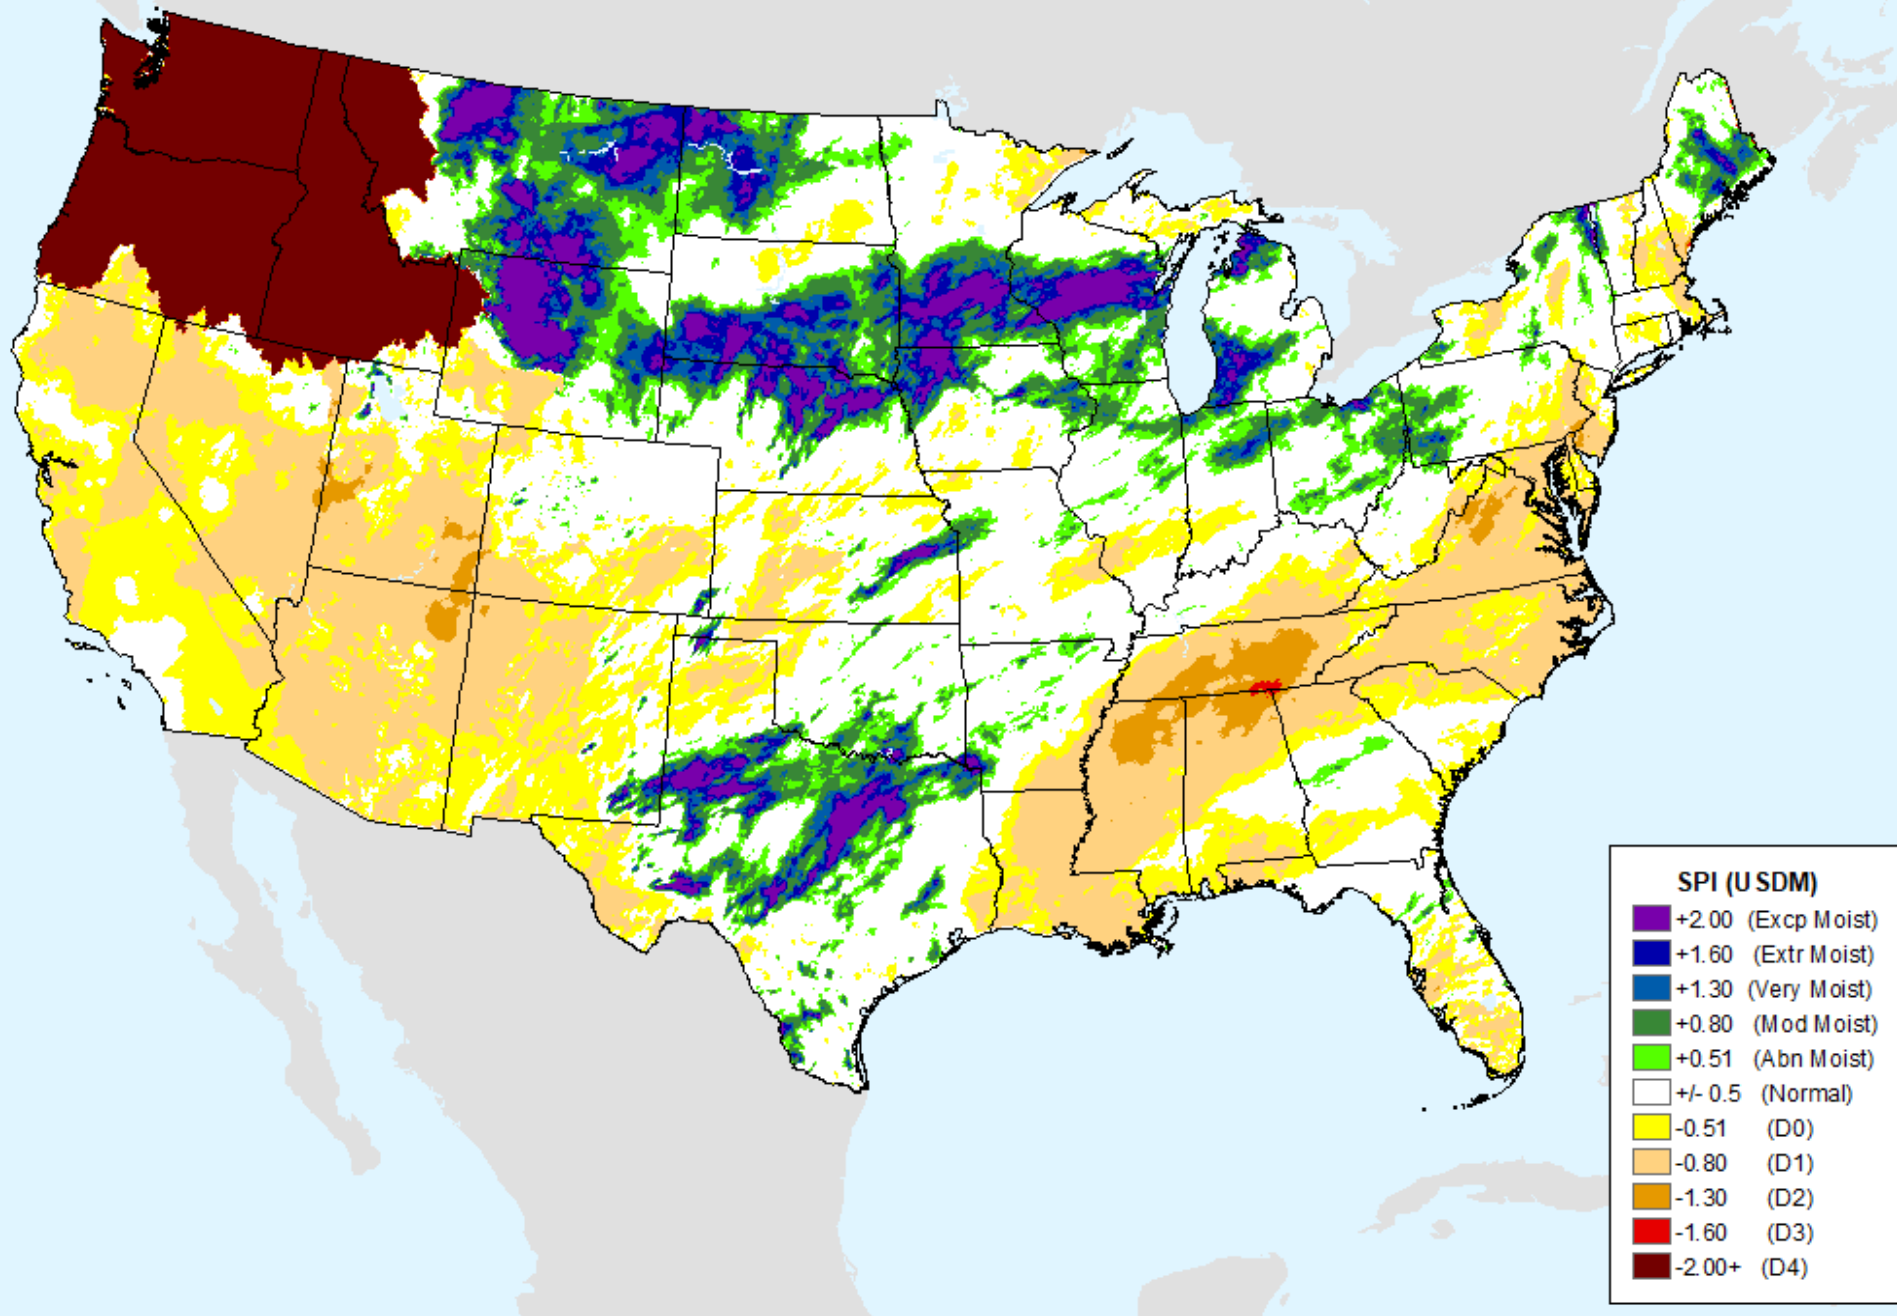 SPI (USDM)
+2.00 (Excp Moist)
+1.60 (Extr Moist)
+1.30 (Very Moist)
+0.80 (Mod Moist)
+0.51 (Abn Moist)
+/- 0.5 (Normal)
-0.51 (D0)
-0.80 (D1)
-1.30 (D2)
-1.60 (D3)
-2.00+ (D4)